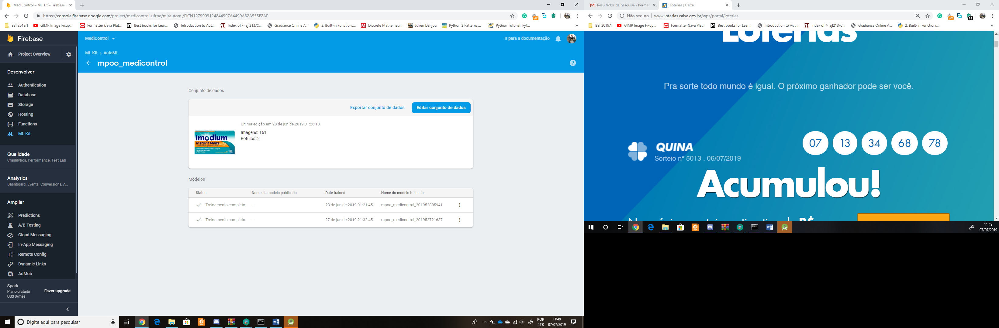 MediControl – ML Kit – Firebase
https://console.firebase.google.com/project/medicontrol-ufrpe/ml/automl/FICN1279909124844997A4499AB2A555E2AF
off
BSI 2019.1
GIMP Image Fixup...
Formatter (Java Plat...
Best books for Lear...
Introduction to Aut...
Index of /~ajl213/C...
Gradiance Online A...
2. Built-in Functions...
Discrete Mathemati...
Julien Danjou
Python 3 Patterns,...
Python Tutorial: Pyt...
»
Firebase
Project Overview
Desenvolver
Authentication
Database
Storage
Hosting
Functions
ML Kit
Qualidade
Crashlytics, Performance, Test Lab
Analytics
Dashboard, Events, Conversions, A...
Ampliar
Predictions
A/B Testing
Cloud Messaging
In-App Messaging
Remote Config
Dynamic Links
AdMob
Spark
Plano gratuito
US$ 0/mês
Fazer upgrade
MediControl
Ir para a documentação
ML Kit > AutoML
mpoo_medicontrol
Conjunto de dados
Exportar conjunto de dados
Editar conjunto de dados
Imodium
Instant Melts
Última edição em 28 de jun de 2019 01:26:18
Imagens: 161
Rótulos: 2
Modelos
Status Nome do modelo publicado Date trained Nome do modelo treinado
Treinamento completo — 28 de jun de 2019 01:21:45 mpoo_medicontrol_201952805941
Treinamento completo — 27 de jun de 2019 21:32:45 mpoo_medicontrol_201952721637
Digite aqui para pesquisar
POR
PTB
11:49
07/07/2019
Resultados da pesquisa - herman
Loterias | Caixa
Não seguro
www.loterias.caixa.gov.br/wps/portal/loterias
off
28
BSI 2019.1
GIMP Image Fixup...
Formatter (Java Plat...
Best books for Lear...
Introduction to Aut...
Index of /~ajl213/C...
Gradiance Online A...
2. Built-in Functions...
»
Loterias
Pra sorte todo mundo é igual. O próximo ganhador pode ser você.
QUINA
Sorteio nº 5013 . 06/07/2019
07 13 34 68 78
Acumulou!
R$
11:49
07/07/2019